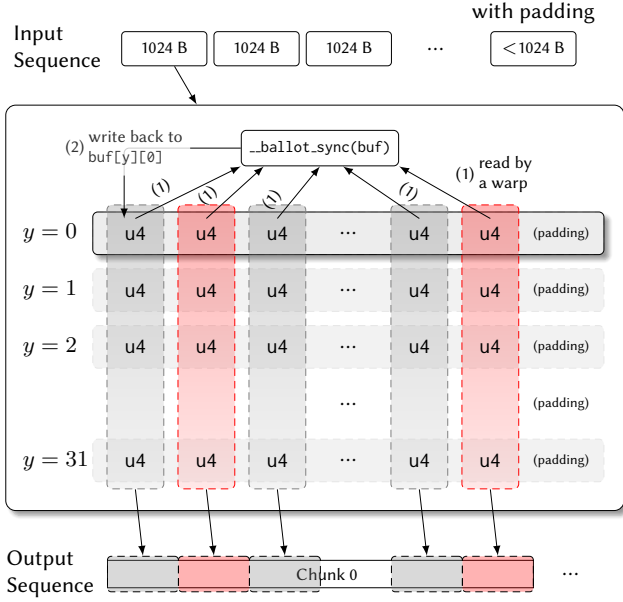 with padding
Input
Sequence
1024 B 1024 B 1024 B ... <1024 B
(2) write back to
buf[y][0]
__ballot_sync(buf)
(1) read by
a warp
(1) (1) (1) (1)
y = 0 u4 u4 u4 ... u4 u4 (padding)
y = 1 u4 u4 u4 ... u4 u4 (padding)
y = 2 u4 u4 u4 ... u4 u4 (padding)
... (padding)
y = 31 u4 u4 u4 ... u4 u4 (padding)
Output
Sequence
Chunk 0 ...